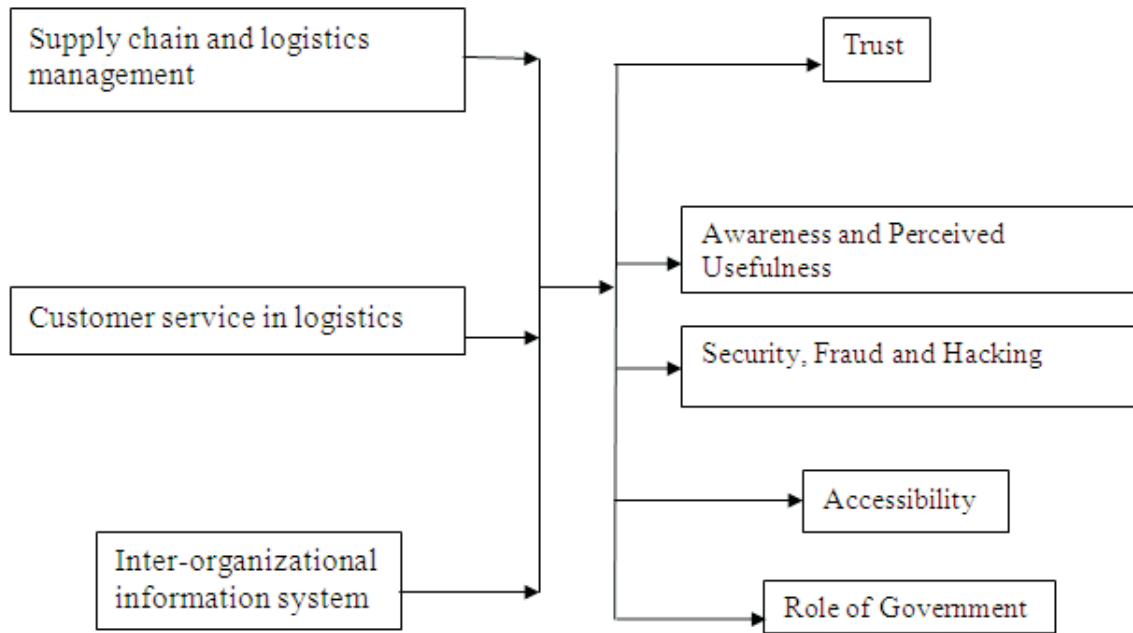 Supply chain and logistics
management
Customer service in logistics
Inter-organizational
information system
Trust
Awareness and Perceived
Usefulness
Security, Fraud and Hacking
Accessibility
Role of Government